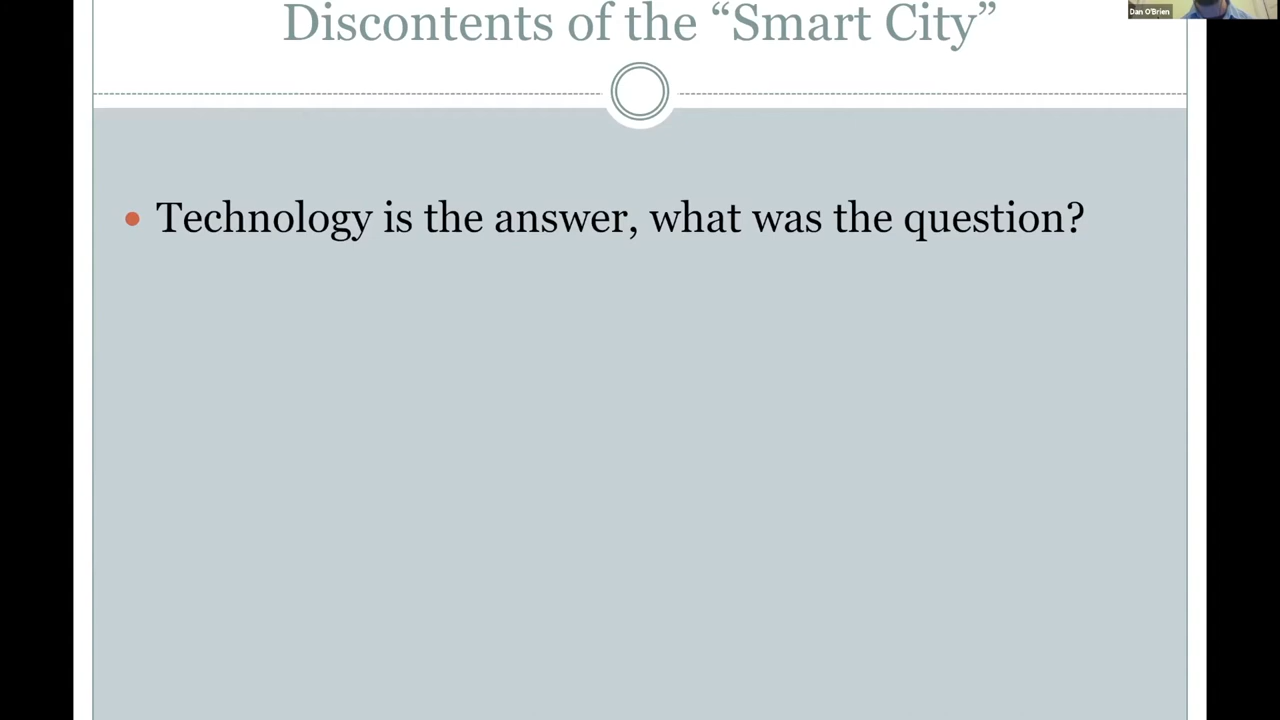 Discontents of the “Smart City”
Dan O'Brien
Technology is the answer, what was the question?